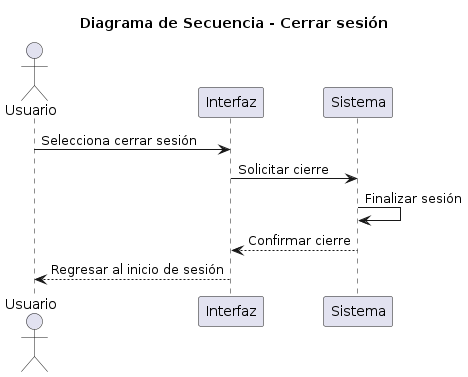 Diagrama de Secuencia - Cerrar sesión
Usuario
Interfaz
Sistema
Selecciona cerrar sesión
Solicitar cierre
Finalizar sesión
Confirmar cierre
Regresar al inicio de sesión
Usuario
Interfaz
Sistema